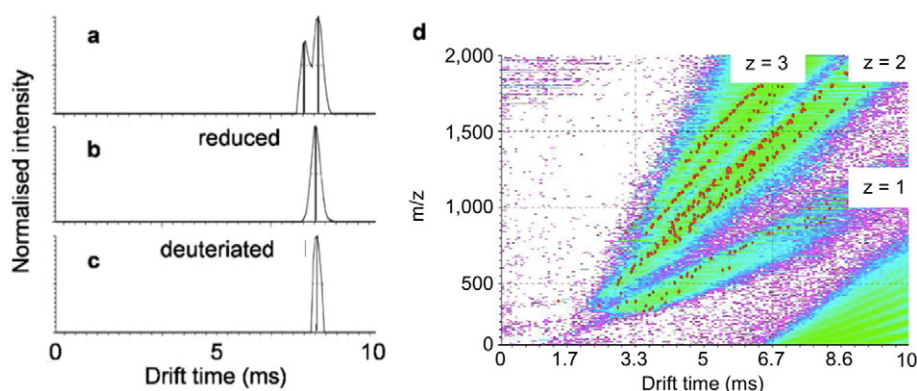 a
Normalised intensity
b
reduced
c
deuteriated
0 5 10
Drift time (ms)
d
2,000
1,500
1,000
500
0
m/z
z = 3
z = 2
z = 1
0 1.7 3.3 5 6.7 8.6 10
Drift time (ms)